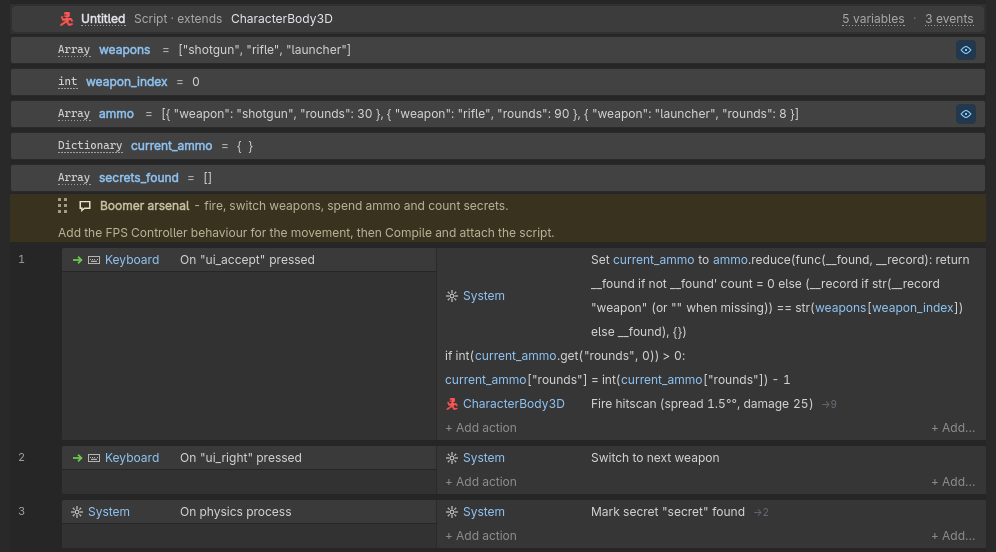 Untitled Script · extends CharacterBody3D 5 variables · 3 events
Array weapons = ["shotgun", "rifle", "launcher"]
int weapon_index = 0
Array ammo = [{ "weapon": "shotgun", "rounds": 30 }, { "weapon": "rifle", "rounds": 90 }, { "weapon": "launcher", "rounds": 8 }]
Dictionary current_ammo = { }
Array secrets_found = []
Boomer arsenal - fire, switch weapons, spend ammo and count secrets.
Add the FPS Controller behaviour for the movement, then Compile and attach the script.
1 Keyboard On "ui_accept" pressed
System Set current_ammo to ammo.reduce(func(__found, __record): return
__found if not __found' count = 0 else (__record if str(__record
"weapon" (or "" when missing)) == str(weapons[weapon_index])
else __found), {})
if int(current_ammo.get("rounds", 0)) > 0:
current_ammo["rounds"] = int(current_ammo["rounds"]) - 1
CharacterBody3D Fire hitscan (spread 1.5°°, damage 25) →9
+ Add action + Add...
2 Keyboard On "ui_right" pressed System Switch to next weapon
+ Add action + Add...
3 System On physics process System Mark secret "secret" found →2
+ Add action + Add...